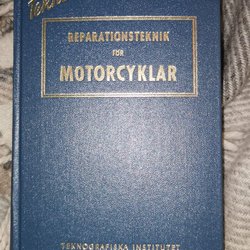 REPARATIONSTEKNIK
FÖR
MOTORCYKLAR
TEKNOGRAFISKA INSTITUTET